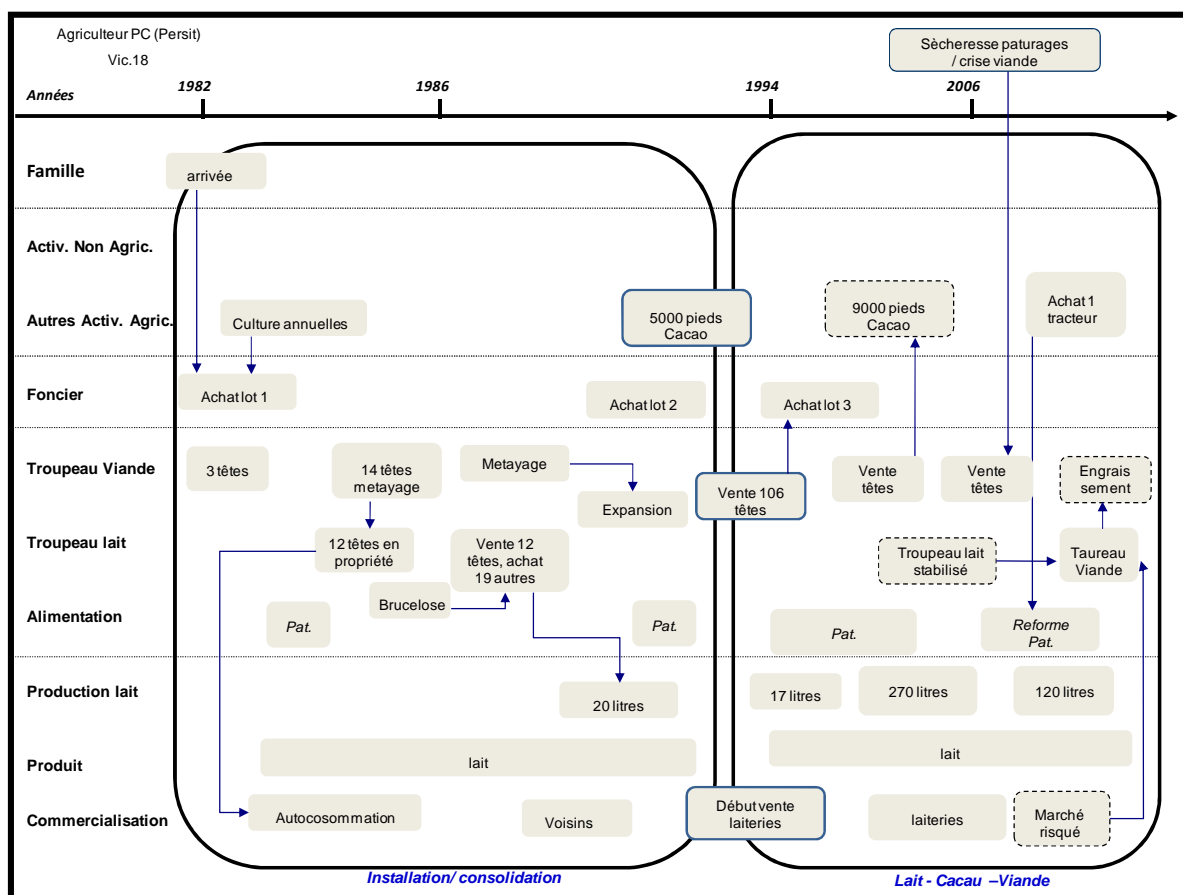 Agriculteur PC (Persit)
Vic.18
Sècheresse paturages
/ crise viande
Années
1982
1986
1994
2006
Famille
arrivée
Activ. Non Agric.
Autres Activ. Agric.
Culture annuelles
5000 pieds
Cacao
9000 pieds
Cacao
Achat 1
tracteur
Foncier
Achat lot 1
Achat lot 2
Achat lot 3
Troupeau Viande
3 têtes
14 têtes
metayage
Metayage
Expansion
Vente 106
têtes
Vente
têtes
Vente
têtes
Engrais
sement
Troupeau lait
12 têtes en
propriété
Vente 12
têtes, achat
19 autres
Troupeau lait
stabilisé
Taureau
Viande
Brucelose
Alimentation
Pat.
Pat.
Pat.
Reforme
Pat.
Production lait
20 litres
17 litres
270 litres
120 litres
Produit
lait
lait
Commercialisation
Autocosommation
Voisins
Début vente
laiteries
laiteries
Marché
risqué
Installation/ consolidation
Lait - Cacau –Viande